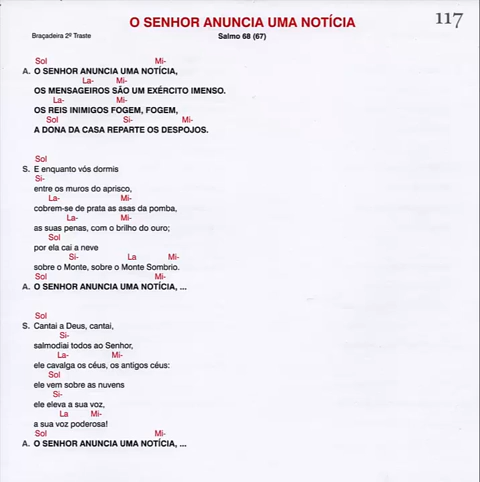 O SENHOR ANUNCIA UMA NOTÍCIA
117
Braçadeira 2º Traste
Salmo 68 (67)
Sol Mi-
A. O SENHOR ANUNCIA UMA NOTÍCIA,
La- Mi-
OS MENSAGEIROS SÃO UM EXÉRCITO IMENSO.
La- Mi-
OS REIS INIMIGOS FOGEM, FOGEM,
Sol Si- Mi-
A DONA DA CASA REPARTE OS DESPOJOS.
Sol
S. E enquanto vós dormis
Si-
entre os muros do aprisco,
La- Mi-
cobrem-se de prata as asas da pomba,
La- Mi-
as suas penas, com o brilho do ouro;
Sol
por ela cai a neve
Si- La Mi-
sobre o Monte, sobre o Monte Sombrio.
Sol Mi-
A. O SENHOR ANUNCIA UMA NOTÍCIA, ...
Sol
S. Cantai a Deus, cantai,
Si-
salmodiai todos ao Senhor,
La- Mi-
ele cavalga os céus, os antigos céus:
Sol
ele vem sobre as nuvens
Si-
ele eleva a sua voz,
La Mi-
a sua voz poderosa!
Sol Mi-
A. O SENHOR ANUNCIA UMA NOTÍCIA, ...